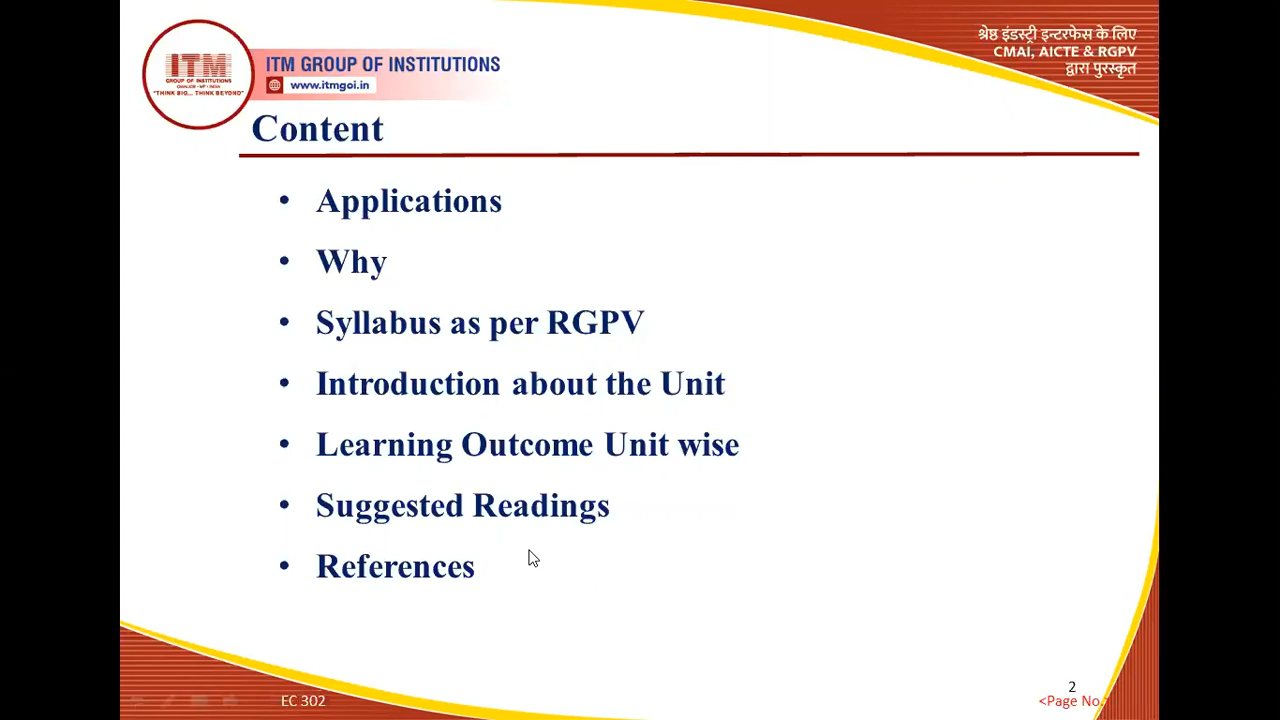 ITM
GROUP OF INSTITUTIONS
GWALIOR - MP - INDIA
"THINK BIG... THINK BEYOND"
ITM GROUP OF INSTITUTIONS
www.itmgoi.in
श्रेष्ठ इंडस्ट्री इन्टरफेस के लिए
CMAI, AICTE & RGPV
द्वारा पुरस्कृत
Content
• Applications
• Why
• Syllabus as per RGPV
• Introduction about the Unit
• Learning Outcome Unit wise
• Suggested Readings
• References
EC 302
2
<Page No.